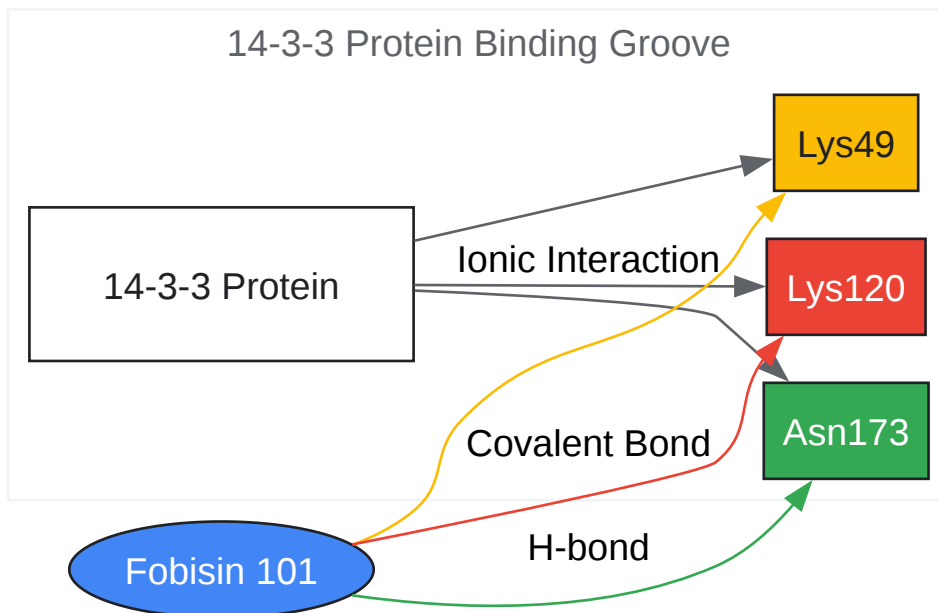 14-3-3 Protein Binding Groove
Lys49
Ionic Interaction
14-3-3 Protein
Lys120
Asn173
Covalent Bond
H-bond
Fobisin 101